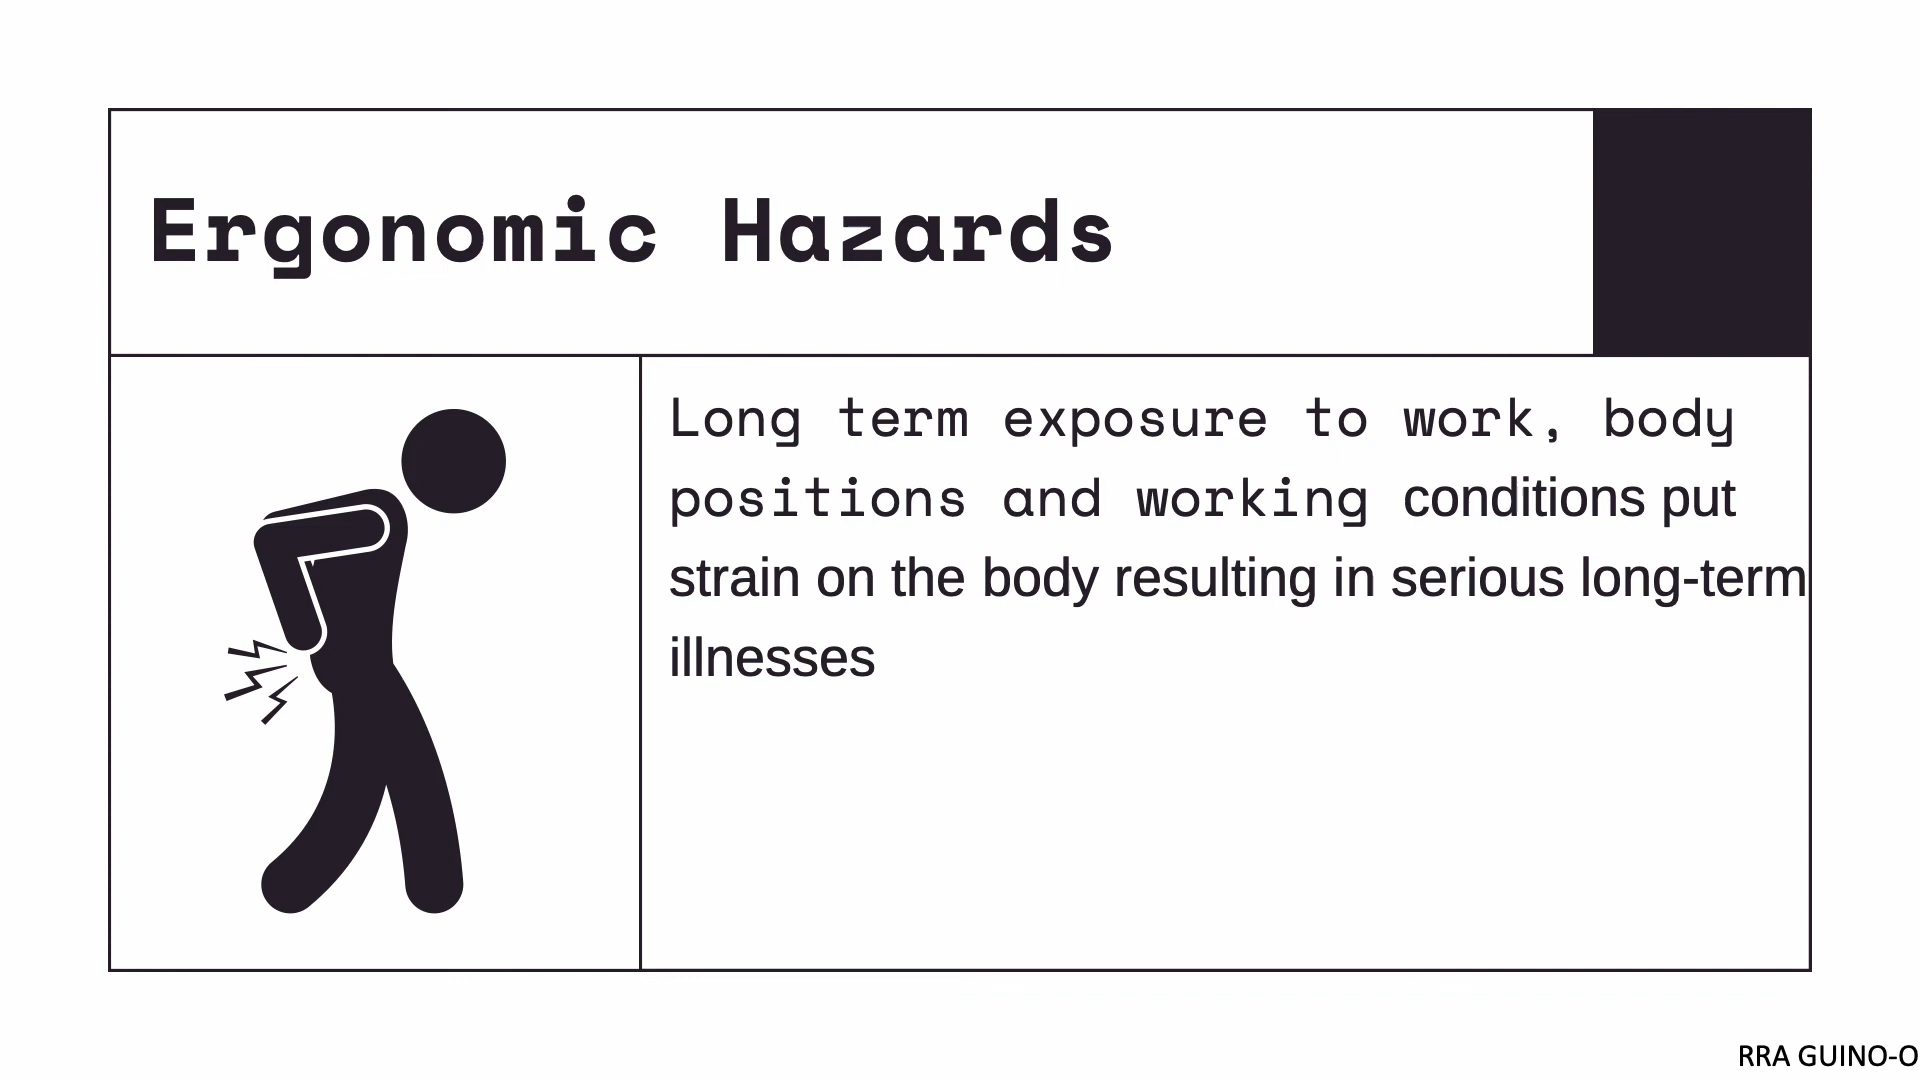 Ergonomic Hazards
Long term exposure to work, body
positions and working conditions put
strain on the body resulting in serious long-term
illnesses
RRA GUINO-O